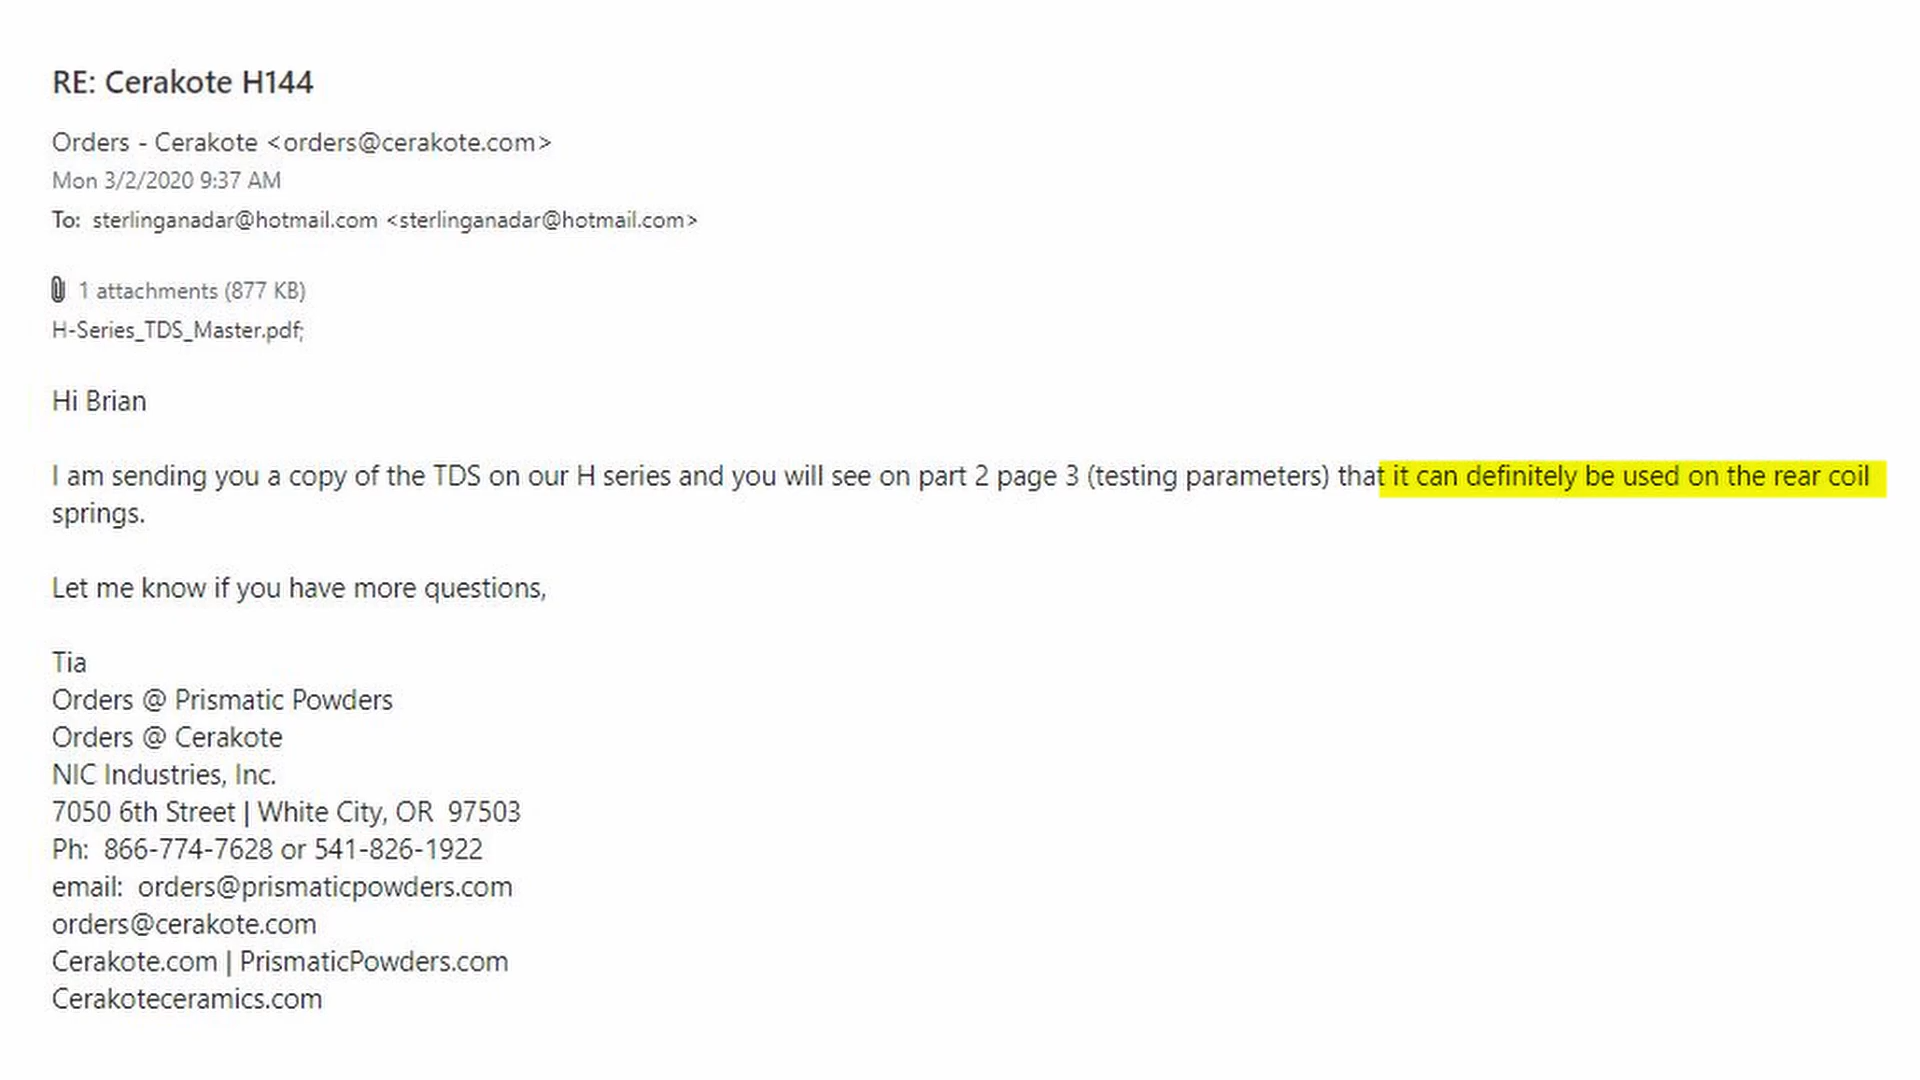 RE: Cerakote H144
Orders - Cerakote <orders@cerakote.com>
Mon 3/2/2020 9:37 AM
To: sterlinganadar@hotmail.com <sterlinganadar@hotmail.com>
1 attachments (877 KB)
H-Series_TDS_Master.pdf;
Hi Brian
I am sending you a copy of the TDS on our H series and you will see on part 2 page 3 (testing parameters) that it can definitely be used on the rear coil
springs.
Let me know if you have more questions,
Tia
Orders @ Prismatic Powders
Orders @ Cerakote
NIC Industries, Inc.
7050 6th Street | White City, OR 97503
Ph: 866-774-7628 or 541-826-1922
email: orders@prismaticpowders.com
orders@cerakote.com
Cerakote.com | PrismaticPowders.com
Cerakoteceramics.com